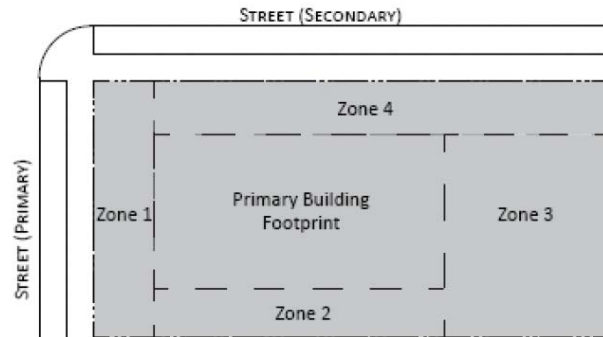 STREET (SECONDARY)
Zone 4
STREET (PRIMARY)
Zone 1
Primary Building
Footprint
Zone 3
Zone 2